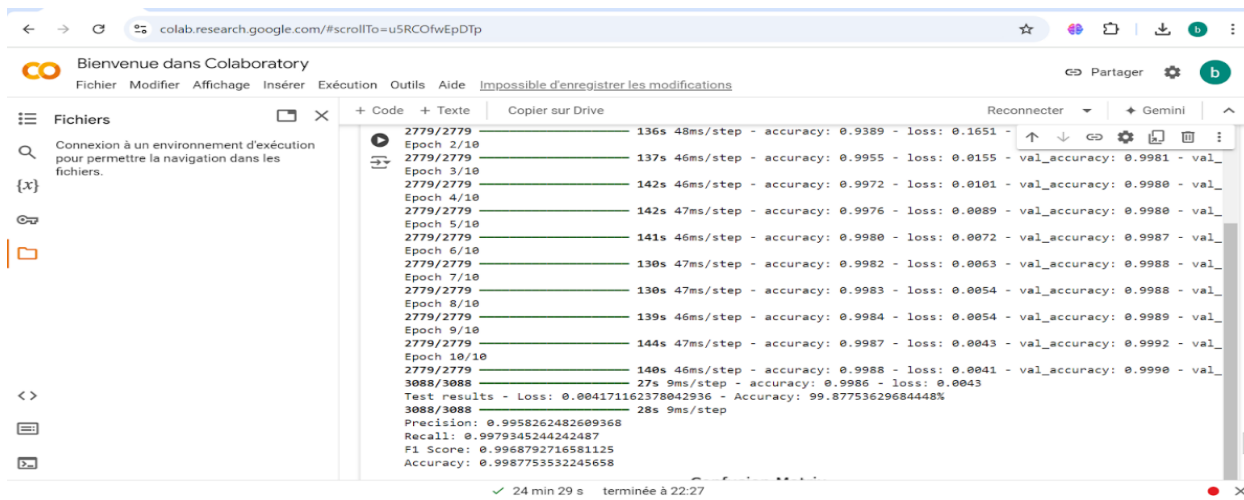 colab.research.google.com/#scrollTo=u5RCOfwEpDTp
b
CO Bienvenue dans Colaboratory
Partager
b
Fichier Modifier Affichage Insérer Exécution Outils Aide Impossible d'enregistrer les modifications
Fichiers
+ Code + Texte Copier sur Drive
Reconnecter
Gemini
Connexion à un environnement d'exécution
pour permettre la navigation dans les
fichiers.
{x}
2779/2779 136s 48ms/step - accuracy: 0.9389 - loss: 0.1651 -
Epoch 2/10
2779/2779 137s 46ms/step - accuracy: 0.9955 - loss: 0.0155 - val_accuracy: 0.9981 - val_
Epoch 3/10
2779/2779 142s 46ms/step - accuracy: 0.9972 - loss: 0.0101 - val_accuracy: 0.9980 - val_
Epoch 4/10
2779/2779 142s 47ms/step - accuracy: 0.9976 - loss: 0.0089 - val_accuracy: 0.9980 - val_
Epoch 5/10
2779/2779 141s 46ms/step - accuracy: 0.9980 - loss: 0.0072 - val_accuracy: 0.9987 - val_
Epoch 6/10
2779/2779 130s 47ms/step - accuracy: 0.9982 - loss: 0.0063 - val_accuracy: 0.9988 - val_
Epoch 7/10
2779/2779 130s 47ms/step - accuracy: 0.9983 - loss: 0.0054 - val_accuracy: 0.9988 - val_
Epoch 8/10
2779/2779 139s 46ms/step - accuracy: 0.9984 - loss: 0.0054 - val_accuracy: 0.9989 - val_
Epoch 9/10
2779/2779 144s 47ms/step - accuracy: 0.9987 - loss: 0.0043 - val_accuracy: 0.9992 - val_
Epoch 10/10
2779/2779 140s 46ms/step - accuracy: 0.9988 - loss: 0.0041 - val_accuracy: 0.9990 - val_
3088/3088 27s 9ms/step - accuracy: 0.9986 - loss: 0.0043
Test results - Loss: 0.004171162378042936 - Accuracy: 99.87753629684448%
3088/3088 28s 9ms/step
Precision: 0.9958262482609368
Recall: 0.9979345244242487
F1 Score: 0.9968792716581125
Accuracy: 0.9987753532245658
24 min 29 s terminée à 22:27